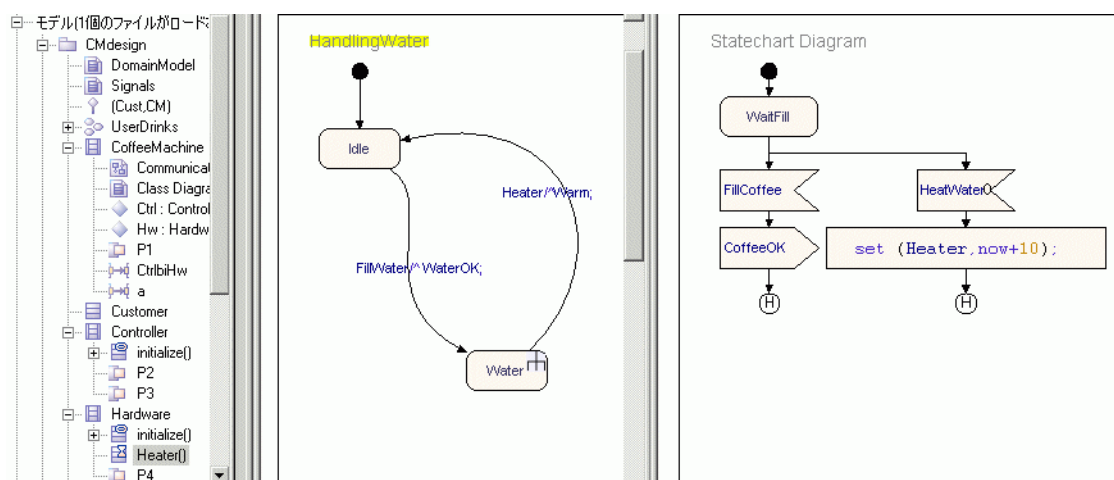 モデル(1個のファイルがロード
CMdesign
DomainModel
Signals
(Cust,CM)
UserDrinks
CoffeeMachine
Communicat
Class Diagra
Ctrl : Control
Hw : Hardw
P1
CtrlbiHw
a
Customer
Controller
initialize()
P2
P3
Hardware
initialize()
Heater()
P4
HandlingWater
Idle
Heater/^Warm;
FillWater/^ WaterOK;
Water
Statechart Diagram
WaitFill
FillCoffee
HeatWater()
CoffeeOK
set (Heater,now+10);
H
H